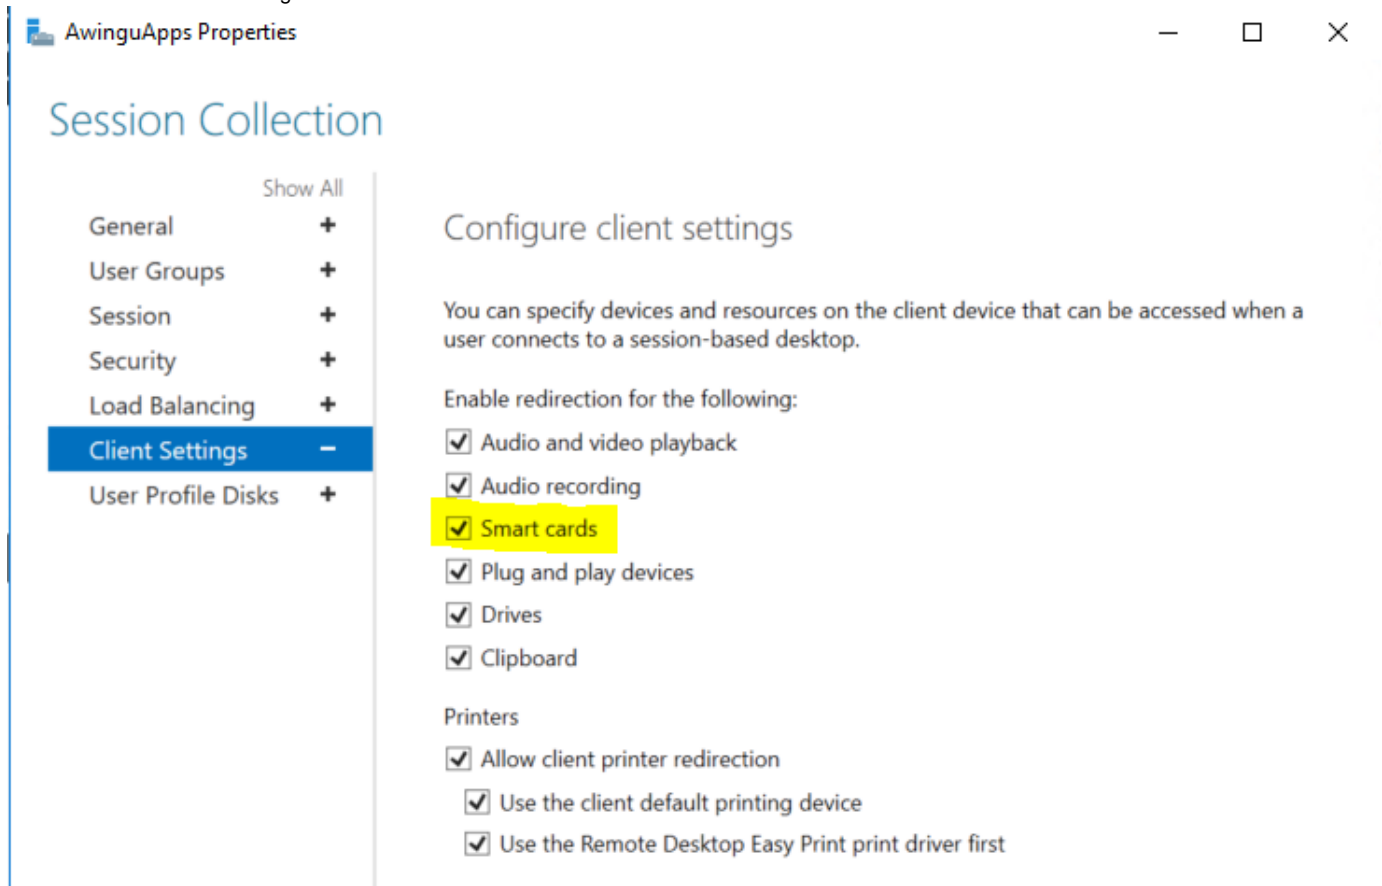 AwinguApps Properties
Session Collection
Show All
General +
User Groups +
Session +
Security +
Load Balancing +
Client Settings −
User Profile Disks +
Configure client settings
You can specify devices and resources on the client device that can be accessed when a
user connects to a session-based desktop.
Enable redirection for the following:
Audio and video playback
Audio recording
Smart cards
Plug and play devices
Drives
Clipboard
Printers
Allow client printer redirection
Use the client default printing device
Use the Remote Desktop Easy Print print driver first